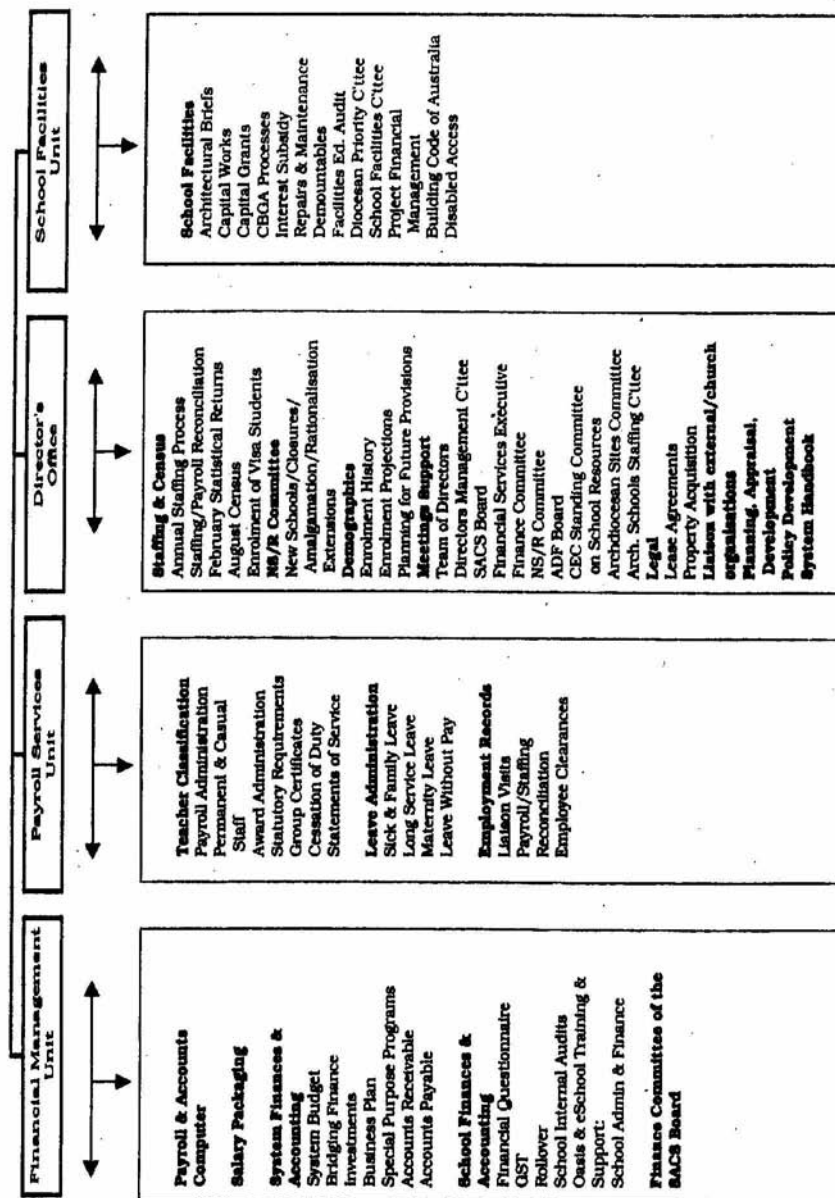 Financial Management
Unit
Payroll & Accounts
Computer
Salary Packaging
System Finances &
Accounting
System Budget
Bridging Finance
Investments
Business Plan
Special Purpose Programs
Accounts Receivable
Accounts Payable
School Finances &
Accounting
Financial Questionnaire
GST
Rollover
School Internal Audits
Oasis & eSchool Training &
Support:
School Admin & Finance
Finance Committee of the
SACS Board
Payroll Services
Unit
Teacher Classification
Payroll Administration
Permanent & Casual
Staff
Award Administration
Statutory Requirements
Group Certificates
Cessation of Duty
Statements of Service
Leave Administration
Sick & Family Leave
Long Service Leave
Maternity Leave
Leave Without Pay
Employment Records
Liaison Visits
Payroll/Staffing
Reconciliation
Employee Clearances
Director's
Office
Staffing & Census
Annual Staffing Process
Staffing/Payroll Reconciliation
February Statistical Returns
August Census
Enrolment of Visa Students
NS/R Committee
New Schools/Closures/
Amalgamation/Rationalisation
Extensions
Demographics
Enrolment History
Enrolment Projections
Planning for Future Provisions
Meetings Support
Team of Directors
Directors Management C'ttee
SACS Board
Financial Services Executive
Finance Committee
NS/R Committee
ADF Board
CEC Standing Committee
on School Resources
Archdiocesan Sites Committee
Arch. Schools Staffing C'ttee
Legal
Lease Agreements
Property Acquisition
Liaison with external/church
organisations
Planning, Appraisal,
Development
Policy Development
System Handbook
School Facilities
Unit
School Facilities
Architectural Briefs
Capital Works
Capital Grants
CBGA Processes
Interest Subsidy
Repairs & Maintenance
Demountables
Facilities Ed. Audit
Diocesan Priority C'ttee
School Facilities C'ttee
Project Financial
Management
Building Code of Australia
Disabled Access